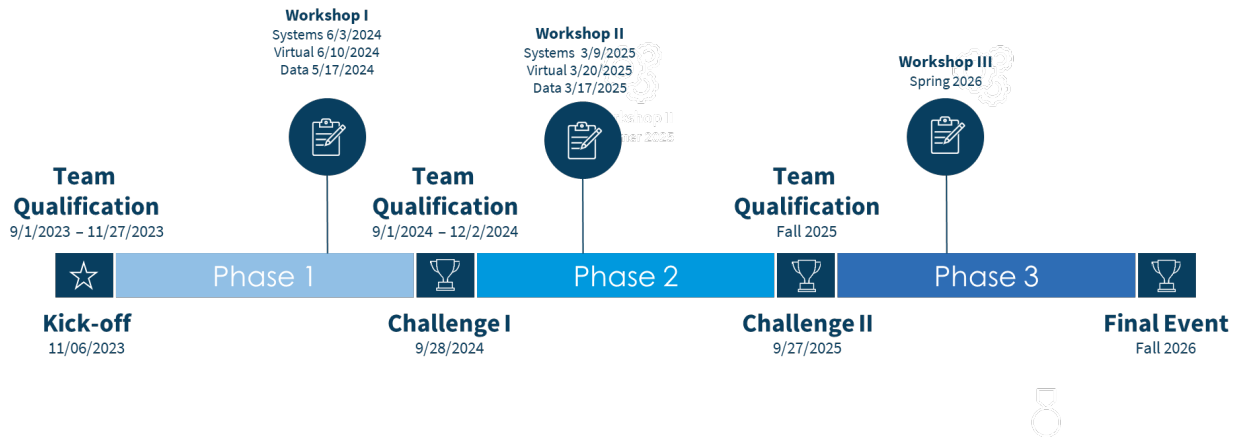 Workshop I
Systems 6/3/2024
Virtual 6/10/2024
Data 5/17/2024
Workshop II
Systems 3/9/2025
Virtual 3/20/2025
Data 3/17/2025
Workshop III
Spring 2026
Team
Qualification
9/1/2023 – 11/27/2023
Team
Qualification
9/1/2024 – 12/2/2024
Team
Qualification
Fall 2025
Phase 1
Phase 2
Phase 3
Kick-off
11/06/2023
Challenge I
9/28/2024
Challenge II
9/27/2025
Final Event
Fall 2026